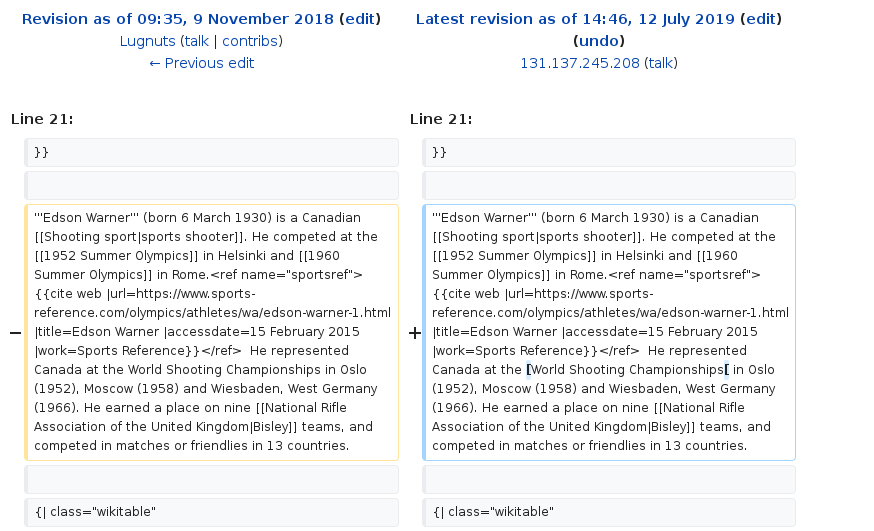 Revision as of 09:35, 9 November 2018 (edit)
Lugnuts (talk | contribs)
← Previous edit
Latest revision as of 14:46, 12 July 2019 (edit)
(undo)
131.137.245.208 (talk)
Line 21:
}}
'''Edson Warner''' (born 6 March 1930) is a Canadian
[[Shooting sport|sports shooter]]. He competed at the
[[1952 Summer Olympics]] in Helsinki and [[1960
Summer Olympics]] in Rome.<ref name="sportsref">
{{cite web |url=https://www.sports-
reference.com/olympics/athletes/wa/edson-warner-1.html
− |title=Edson Warner |accessdate=15 February 2015
|work=Sports Reference}}</ref>  He represented
Canada at the World Shooting Championships in Oslo
(1952), Moscow (1958) and Wiesbaden, West Germany
(1966). He earned a place on nine [[National Rifle
Association of the United Kingdom|Bisley]] teams, and
competed in matches or friendlies in 13 countries.
{| class="wikitable"
Line 21:
}}
'''Edson Warner''' (born 6 March 1930) is a Canadian
[[Shooting sport|sports shooter]]. He competed at the
[[1952 Summer Olympics]] in Helsinki and [[1960
Summer Olympics]] in Rome.<ref name="sportsref">
{{cite web |url=https://www.sports-
reference.com/olympics/athletes/wa/edson-warner-1.html
+ |title=Edson Warner |accessdate=15 February 2015
|work=Sports Reference}}</ref>  He represented
Canada at the [World Shooting Championships[ in Oslo
(1952), Moscow (1958) and Wiesbaden, West Germany
(1966). He earned a place on nine [[National Rifle
Association of the United Kingdom|Bisley]] teams, and
competed in matches or friendlies in 13 countries.
{| class="wikitable"